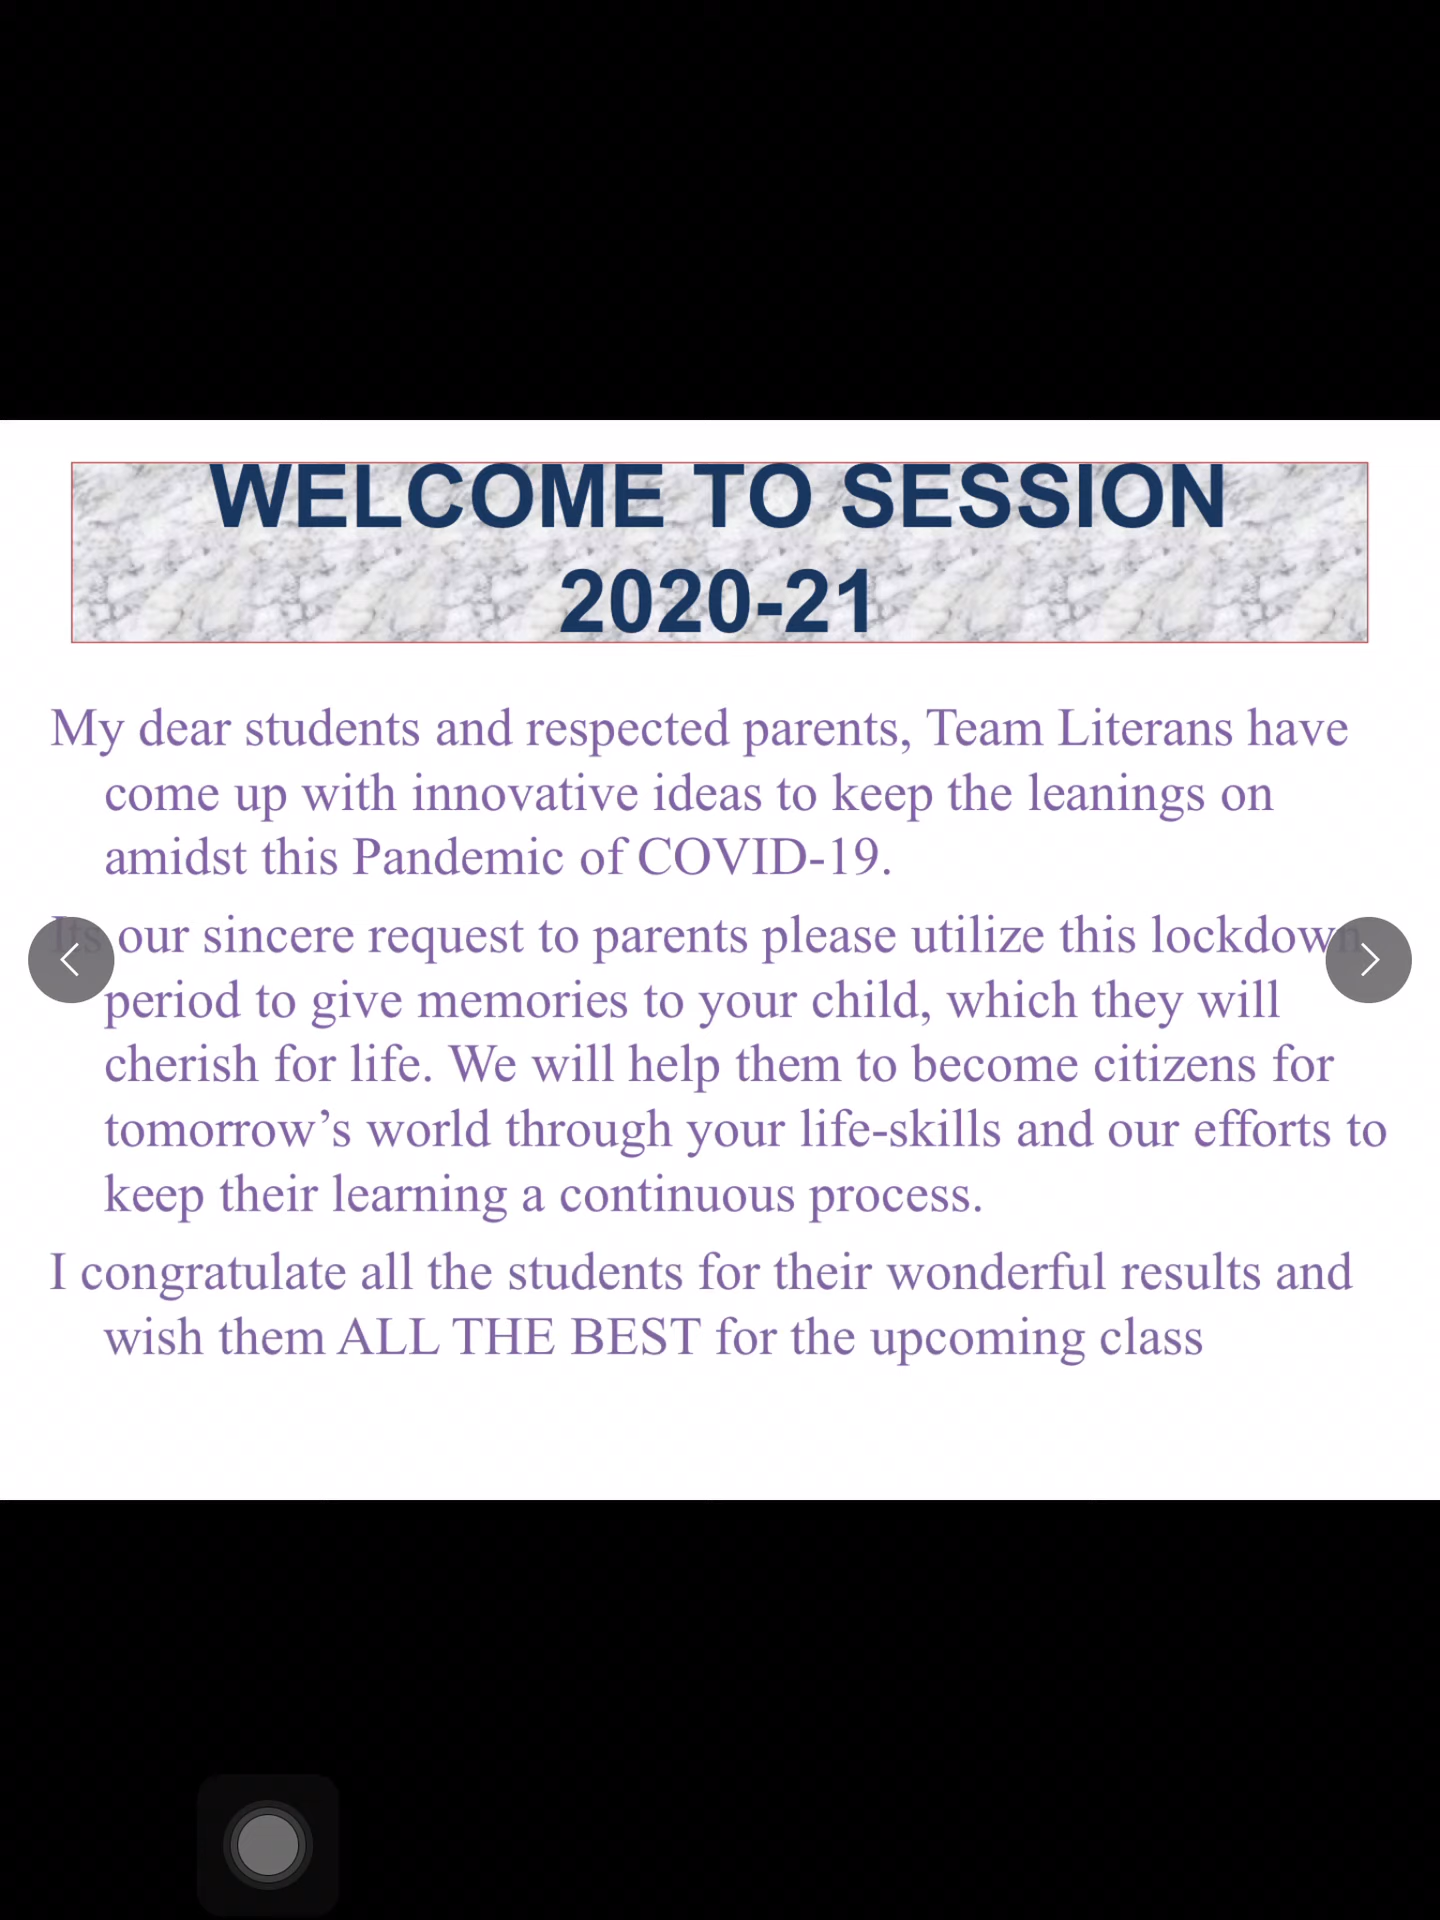 WELCOME TO SESSION
2020-21
My dear students and respected parents, Team Literans have
come up with innovative ideas to keep the leanings on
amidst this Pandemic of COVID-19.
Its our sincere request to parents please utilize this lockdown
period to give memories to your child, which they will
cherish for life. We will help them to become citizens for
tomorrow’s world through your life-skills and our efforts to
keep their learning a continuous process.
I congratulate all the students for their wonderful results and
wish them ALL THE BEST for the upcoming class